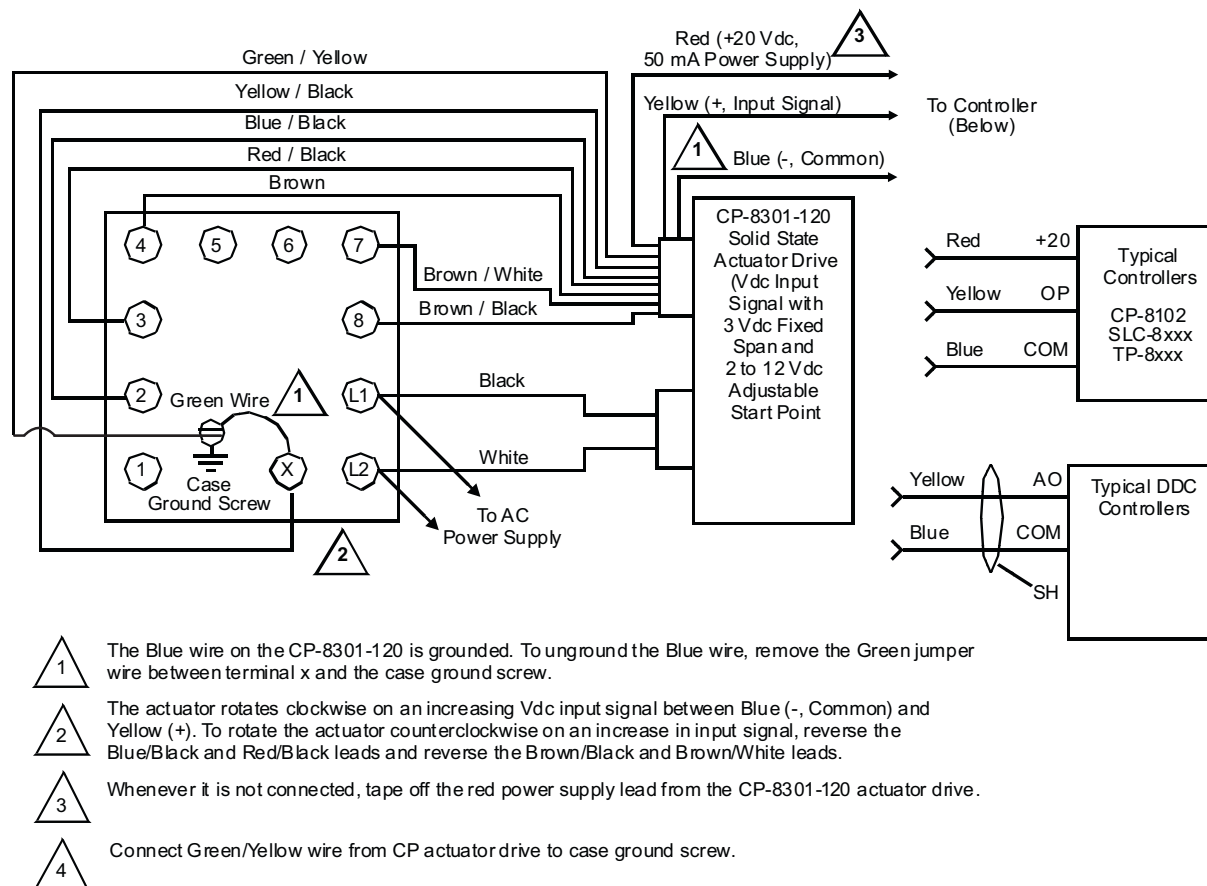 Green / Yellow
Yellow / Black
Blue / Black
Red / Black
Brown
Red (+20 Vdc,
50 mA Power Supply)
3
Yellow (+, Input Signal)
To Controller
(Below)
1
Blue (-, Common)
4
5
6
7
Brown / White
3
8
Brown / Black
2
Green Wire
1
L1
Black
1
Case
Ground Screw
X
L2
White
To AC
Power Supply
2
CP-8301-120
Solid State
Actuator Drive
(Vdc Input
Signal with
3 Vdc Fixed
Span and
2 to 12 Vdc
Adjustable
Start Point
Red +20
Yellow OP
Blue COM
Typical
Controllers
CP-8102
SLC-8xxx
TP-8xxx
Yellow AO
Blue COM
SH
Typical DDC
Controllers
1
The Blue wire on the CP-8301-120 is grounded. To unground the Blue wire, remove the Green jumper
wire between terminal x and the case ground screw.
2
The actuator rotates clockwise on an increasing Vdc input signal between Blue (-, Common) and
Yellow (+). To rotate the actuator counterclockwise on an increase in input signal, reverse the
Blue/Black and Red/Black leads and reverse the Brown/Black and Brown/White leads.
3
Whenever it is not connected, tape off the red power supply lead from the CP-8301-120 actuator drive.
4
Connect Green/Yellow wire from CP actuator drive to case ground screw.